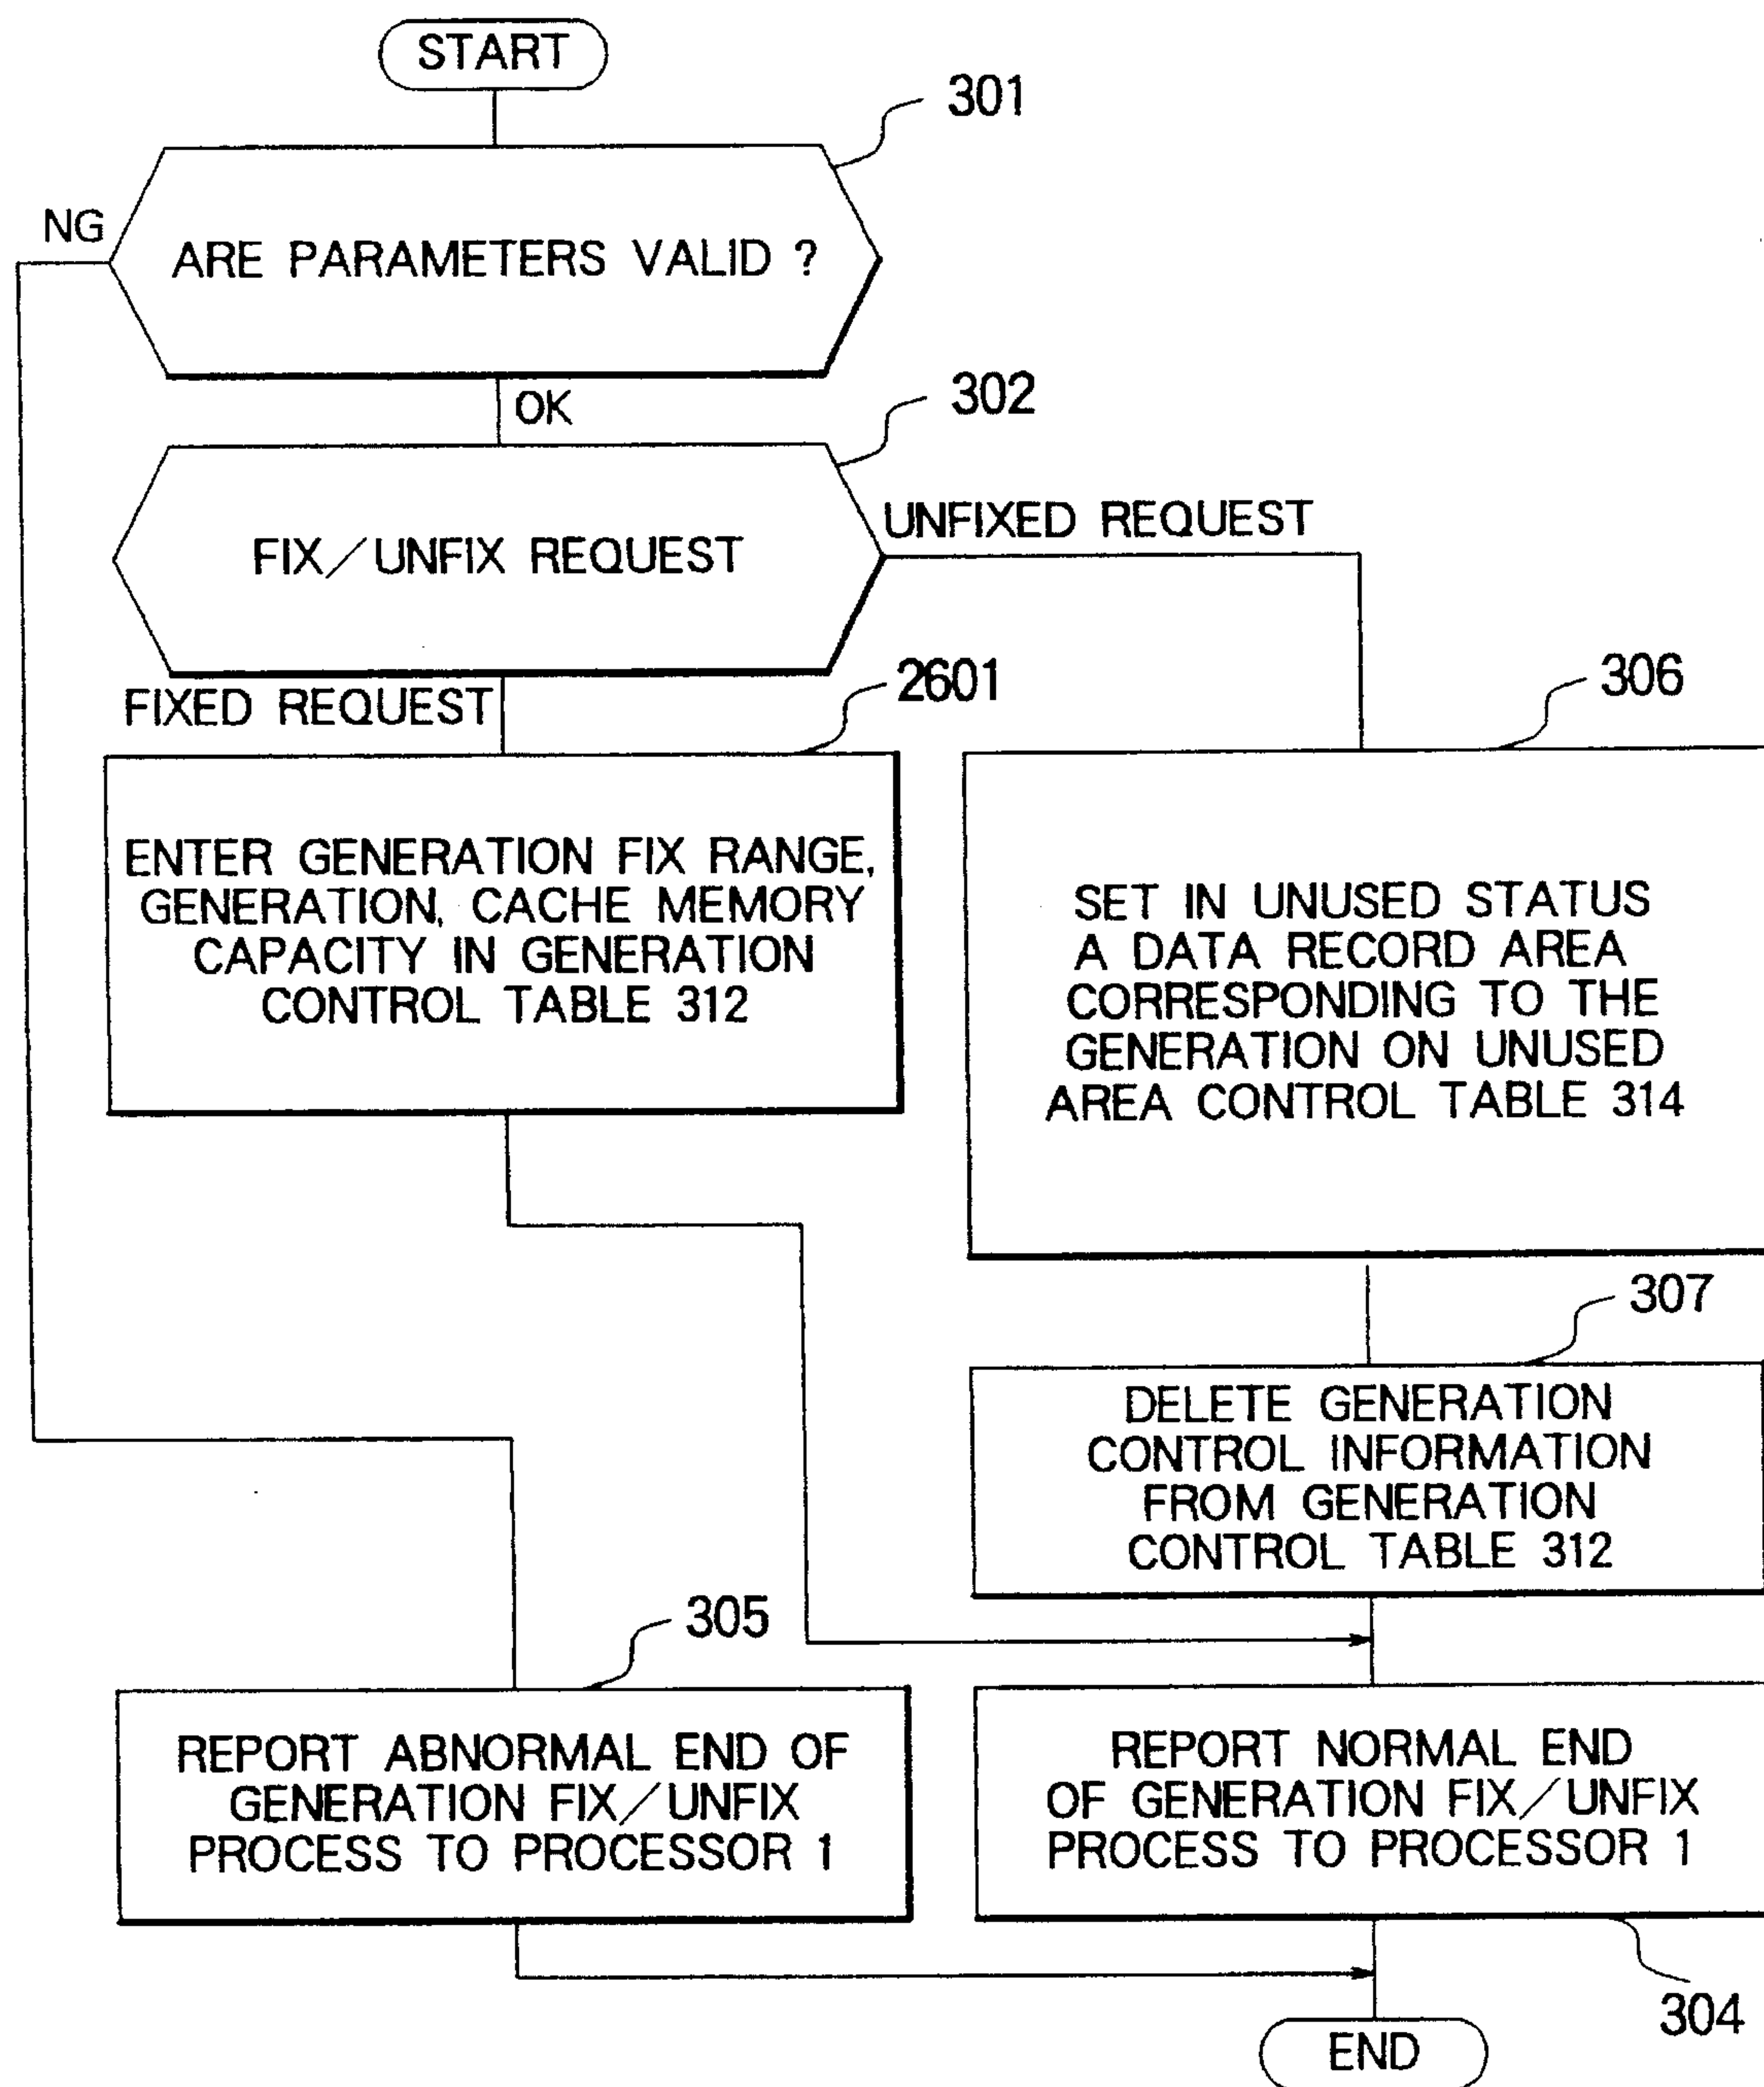 START
301
NG
ARE PARAMETERS VALID ?
OK
302
FIX/UNFIX REQUEST
UNFIXED REQUEST
FIXED REQUEST
2601
306
ENTER GENERATION FIX RANGE,
GENERATION, CACHE MEMORY
CAPACITY IN GENERATION
CONTROL TABLE 312
SET IN UNUSED STATUS
A DATA RECORD AREA
CORRESPONDING TO THE
GENERATION ON UNUSED
AREA CONTROL TABLE 314
307
DELETE GENERATION
CONTROL INFORMATION
FROM GENERATION
CONTROL TABLE 312
305
REPORT ABNORMAL END OF
GENERATION FIX/UNFIX
PROCESS TO PROCESSOR 1
REPORT NORMAL END
OF GENERATION FIX/UNFIX
PROCESS TO PROCESSOR 1
304
END